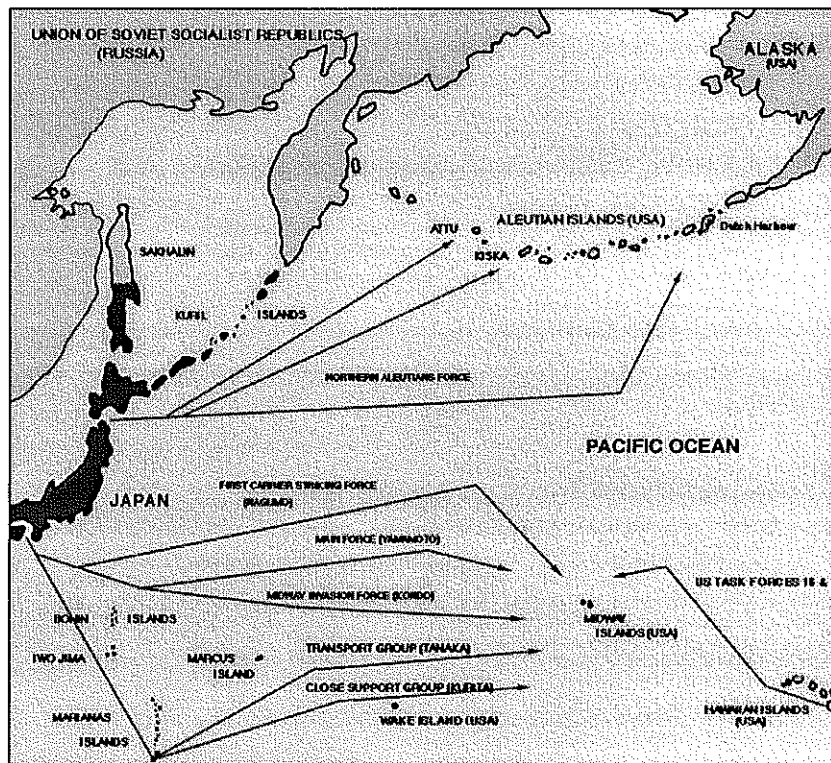 UNION OF SOVIET SOCIALIST REPUBLICS
(RUSSIA)
ALASKA
(USA)
ATTU
ALEUTIAN ISLANDS (USA)
Dutch Harbour
KISKA
SAKHALIN
KURIL
ISLANDS
NORTHERN ALEUTIANS FORCE
PACIFIC OCEAN
FIRST CARRIER STRIKING FORCE
(NAGUMO)
JAPAN
MAIN FORCE (YAMAMOTO)
US TASK FORCES 16 &
MIDWAY INVASION FORCE (KONDO)
BONIN
ISLANDS
MIDWAY
ISLANDS (USA)
IWO JIMA
MARCUS
ISLAND
TRANSPORT GROUP (TANAKA)
CLOSE SUPPORT GROUP (KURITA)
MARIANAS
ISLANDS
WAKE ISLAND (USA)
HAWAIIAN ISLANDS
(USA)